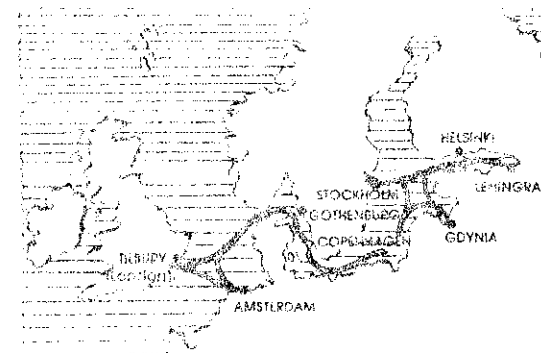 HELSINKI
LENINGRA
STOCKHOLM
GOTHENBURG
COPENHAGEN
GDYNIA
TILBURY
(London)
AMSTERDAM